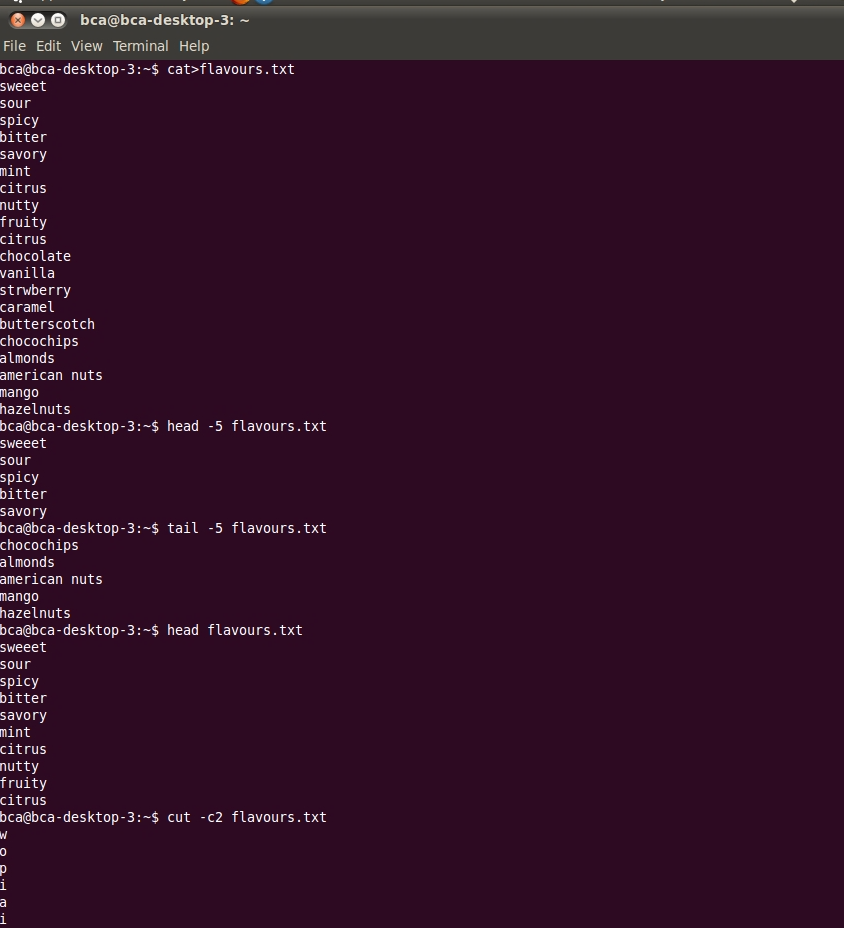 bca@bca-desktop-3: ~
File Edit View Terminal Help
bca@bca-desktop-3:~$ cat>flavours.txt
sweeet
sour
spicy
bitter
savory
mint
citrus
nutty
fruity
citrus
chocolate
vanilla
strwberry
caramel
butterscotch
chocochips
almonds
american nuts
mango
hazelnuts
bca@bca-desktop-3:~$ head -5 flavours.txt
sweeet
sour
spicy
bitter
savory
bca@bca-desktop-3:~$ tail -5 flavours.txt
chocochips
almonds
american nuts
mango
hazelnuts
bca@bca-desktop-3:~$ head flavours.txt
sweeet
sour
spicy
bitter
savory
mint
citrus
nutty
fruity
citrus
bca@bca-desktop-3:~$ cut -c2 flavours.txt
w
o
p
i
a
i